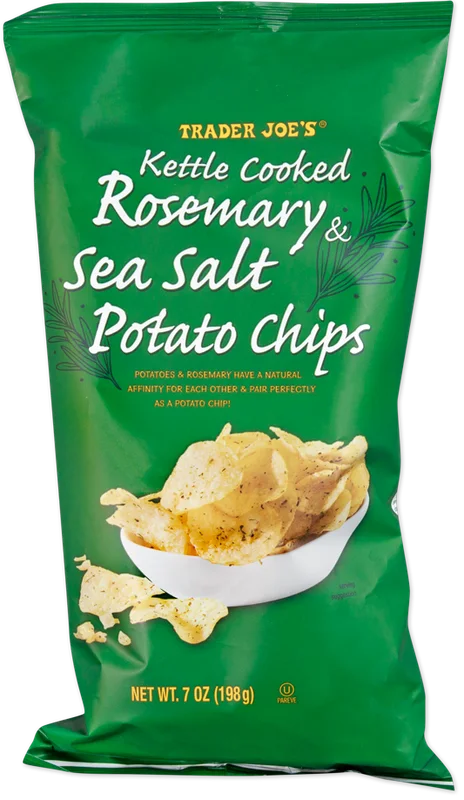 TRADER JOE'S®
Kettle Cooked
Rosemary &
Sea Salt
Potato Chips
POTATOES & ROSEMARY HAVE A NATURAL
AFFINITY FOR EACH OTHER & PAIR PERFECTLY
AS A POTATO CHIP!
NET WT. 7 OZ (198g)
U
PAREVE